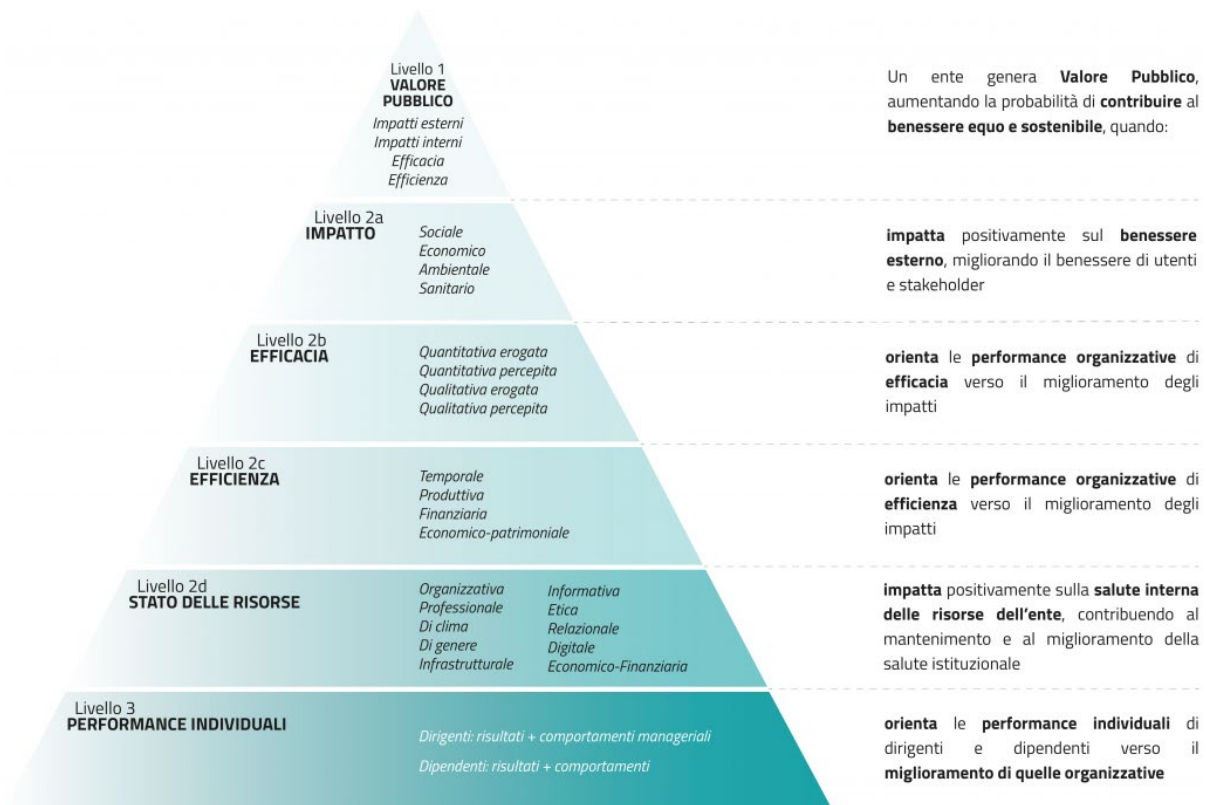 Livello 1
VALORE
PUBBLICO
Impatti esterni
Impatti interni
Efficacia
Efficienza
Un ente genera Valore Pubblico,
aumentando la probabilità di contribuire al
benessere equo e sostenibile, quando:
Livello 2a
IMPATTO
Sociale
Economico
Ambientale
Sanitario
impatta positivamente sul benessere
esterno, migliorando il benessere di utenti
e stakeholder
Livello 2b
EFFICACIA
Quantitativa erogata
Quantitativa percepita
Qualitativa erogata
Qualitativa percepita
orienta le performance organizzative di
efficacia verso il miglioramento degli
impatti
Livello 2c
EFFICIENZA
Temporale
Produttiva
Finanziaria
Economico-patrimoniale
orienta le performance organizzative di
efficienza verso il miglioramento degli
impatti
Livello 2d
STATO DELLE RISORSE
Organizzativa
Professionale
Di clima
Di genere
Infrastrutturale
Informativa
Etica
Relazionale
Digitale
Economico-Finanziaria
impatta positivamente sulla salute interna
delle risorse dell'ente, contribuendo al
mantenimento e al miglioramento della
salute istituzionale
Livello 3
PERFORMANCE INDIVIDUALI
Dirigenti: risultati + comportamenti manageriali
Dipendenti: risultati + comportamenti
orienta le performance individuali di
dirigenti e dipendenti verso il
miglioramento di quelle organizzative